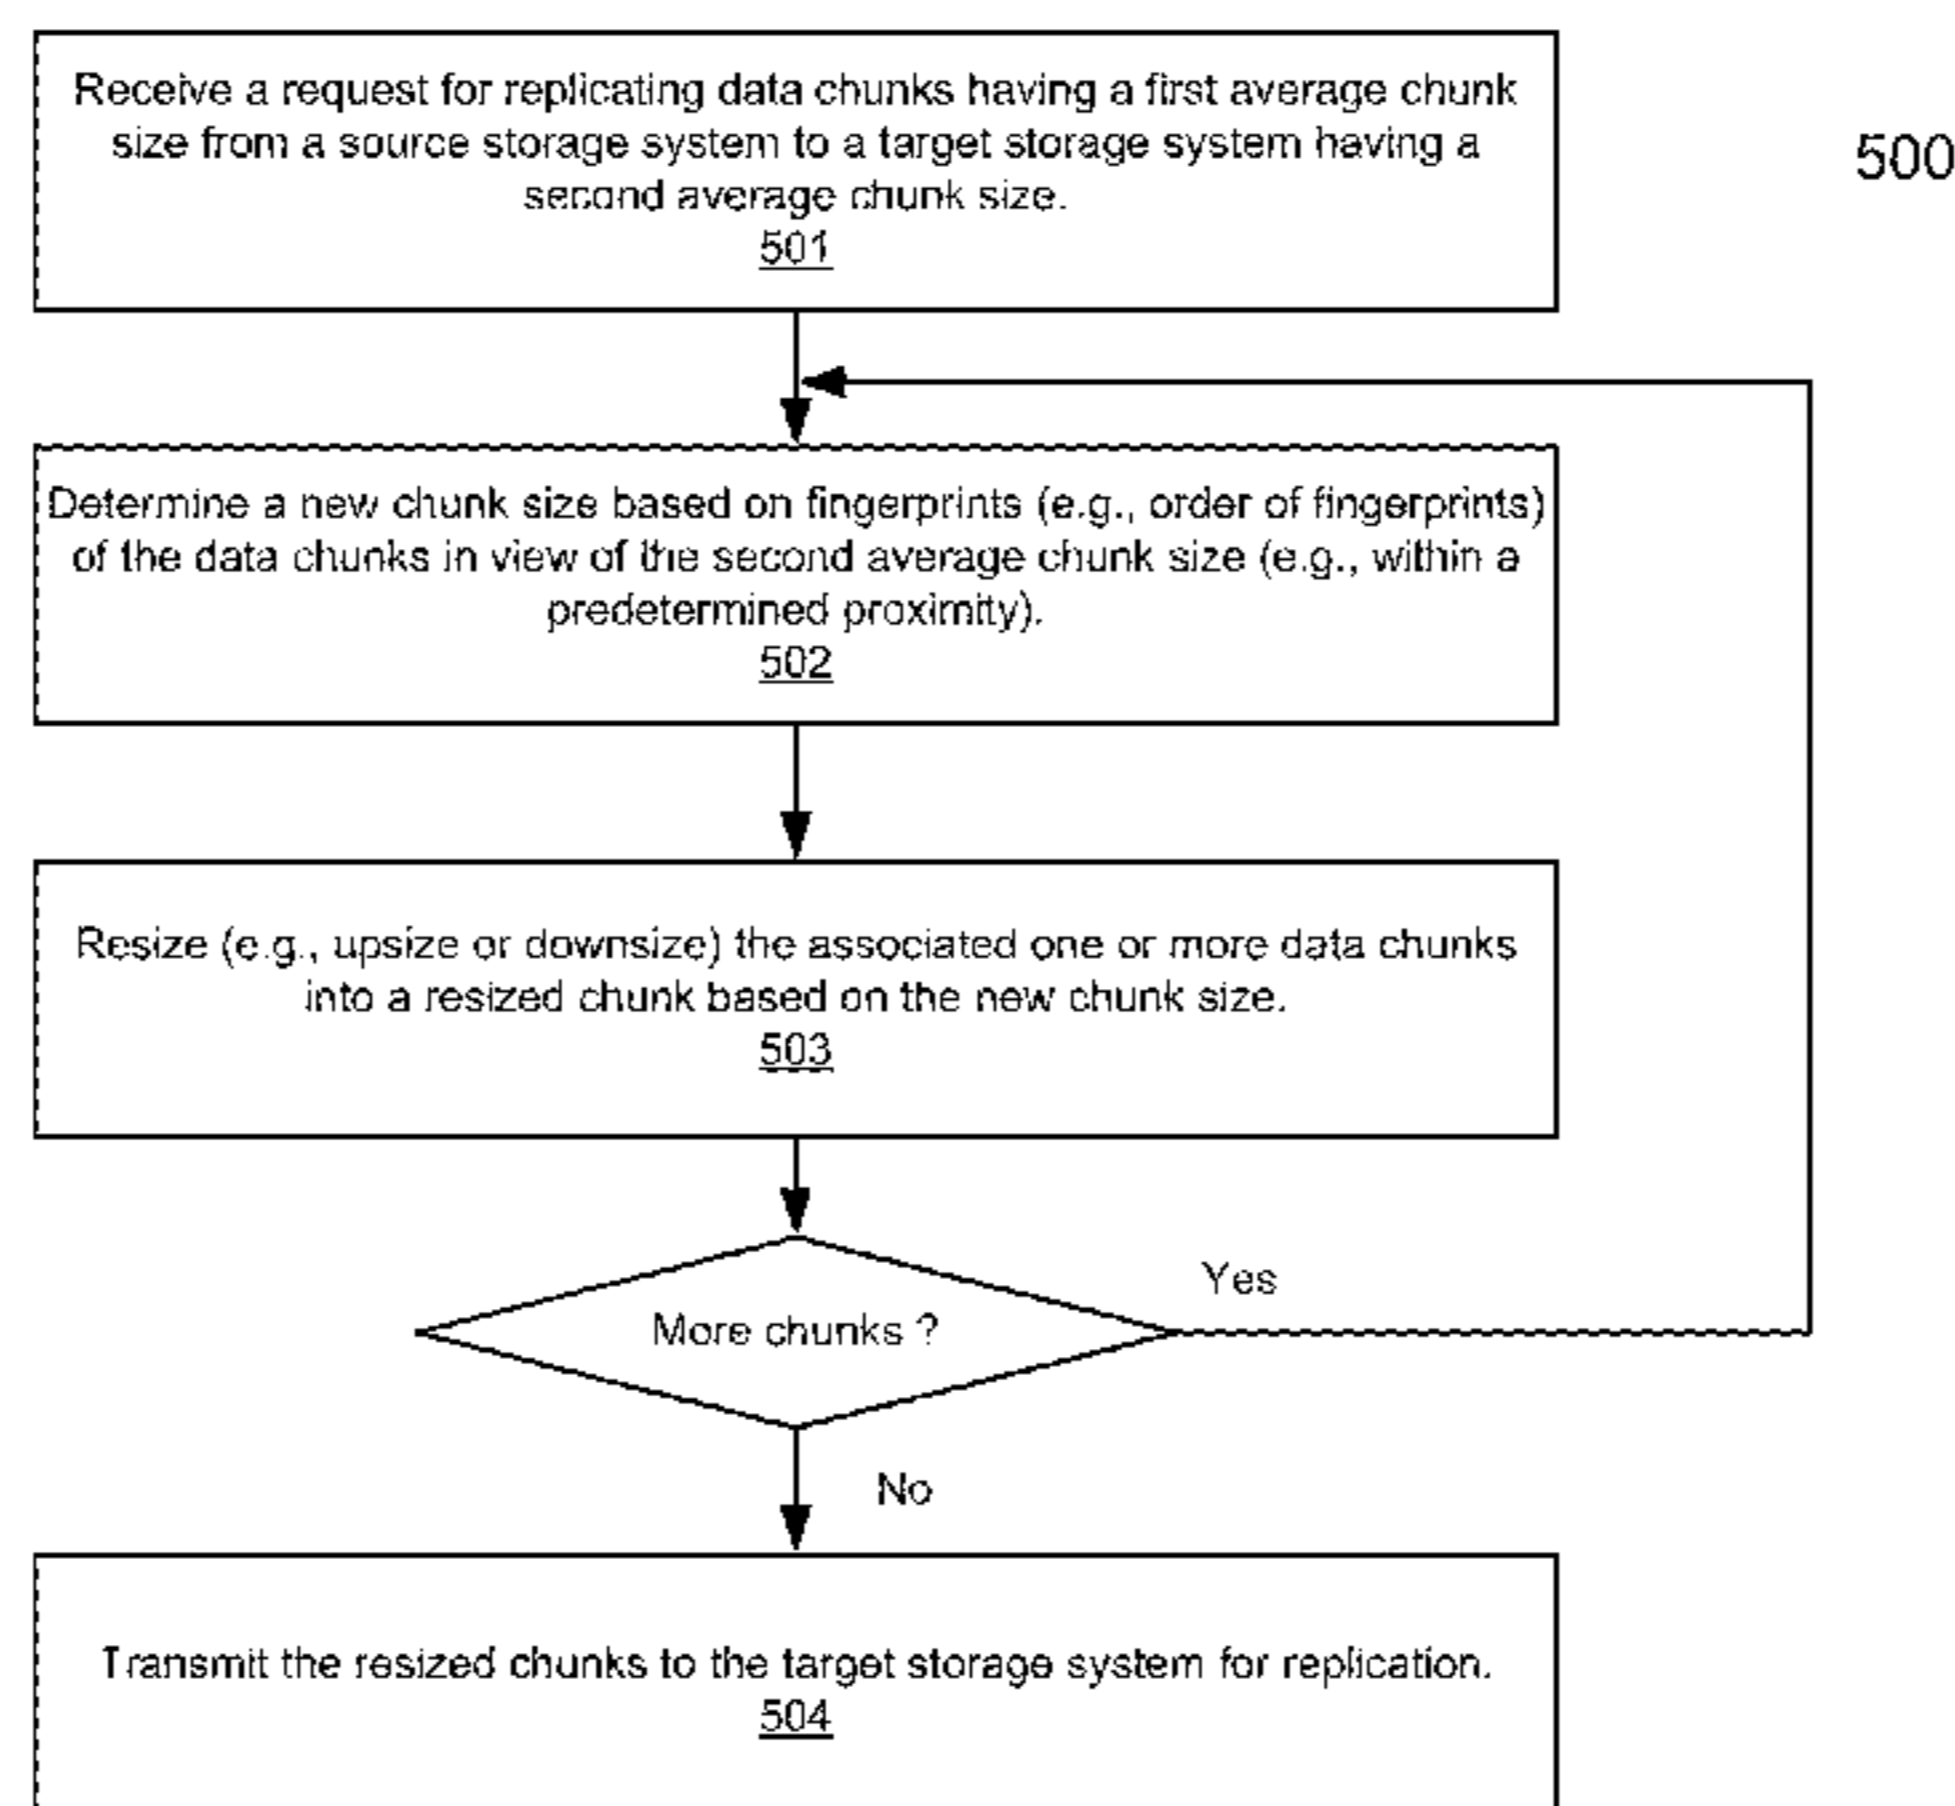 Receive a request for replicating data chunks having a first average chunk
size from a source storage system to a target storage system having a
second average chunk size.
501
500
Determine a new chunk size based on fingerprints (e.g., order of fingerprints)
of the data chunks in view of the second average chunk size (e.g., within a
predetermined proximity).
502
Resize (e.g., upsize or downsize) the associated one or more data chunks
into a resized chunk based on the new chunk size.
503
Yes
More chunks ?
No
Transmit the resized chunks to the target storage system for replication.
504